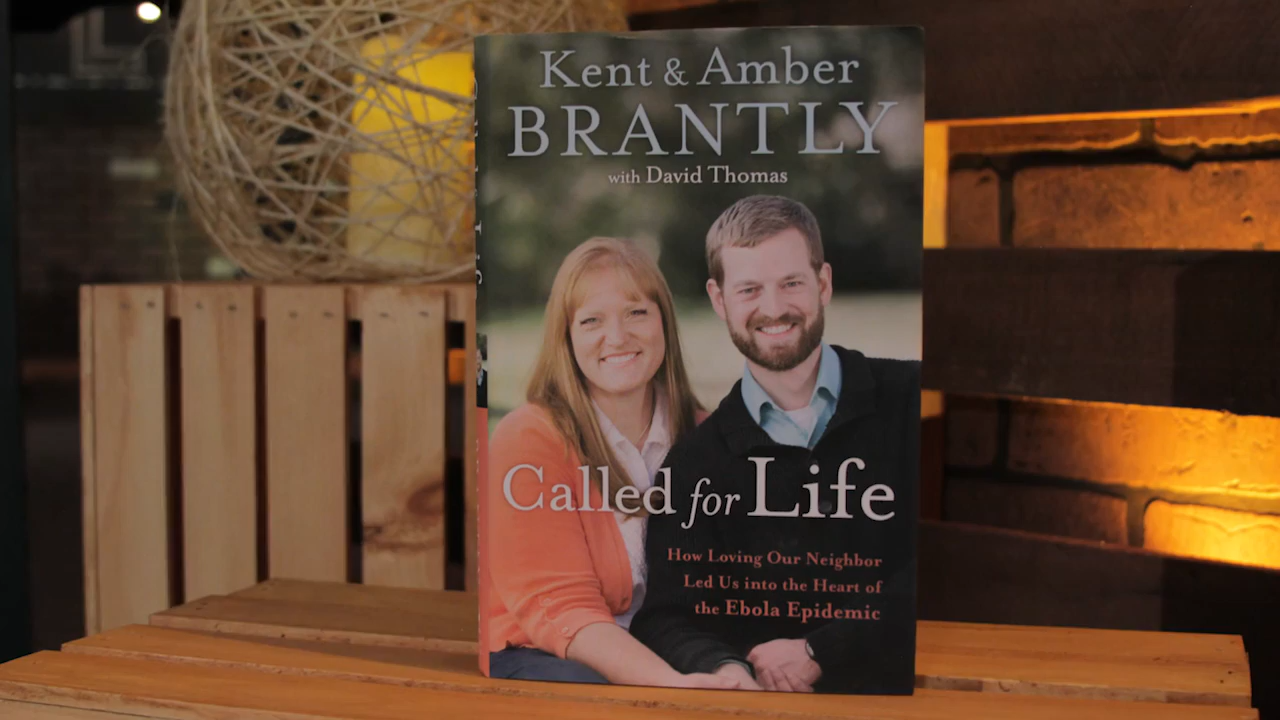 Kent & Amber
BRANTLY
with David Thomas
Called for Life
How Loving Our Neighbor
Led Us into the Heart of
the Ebola Epidemic